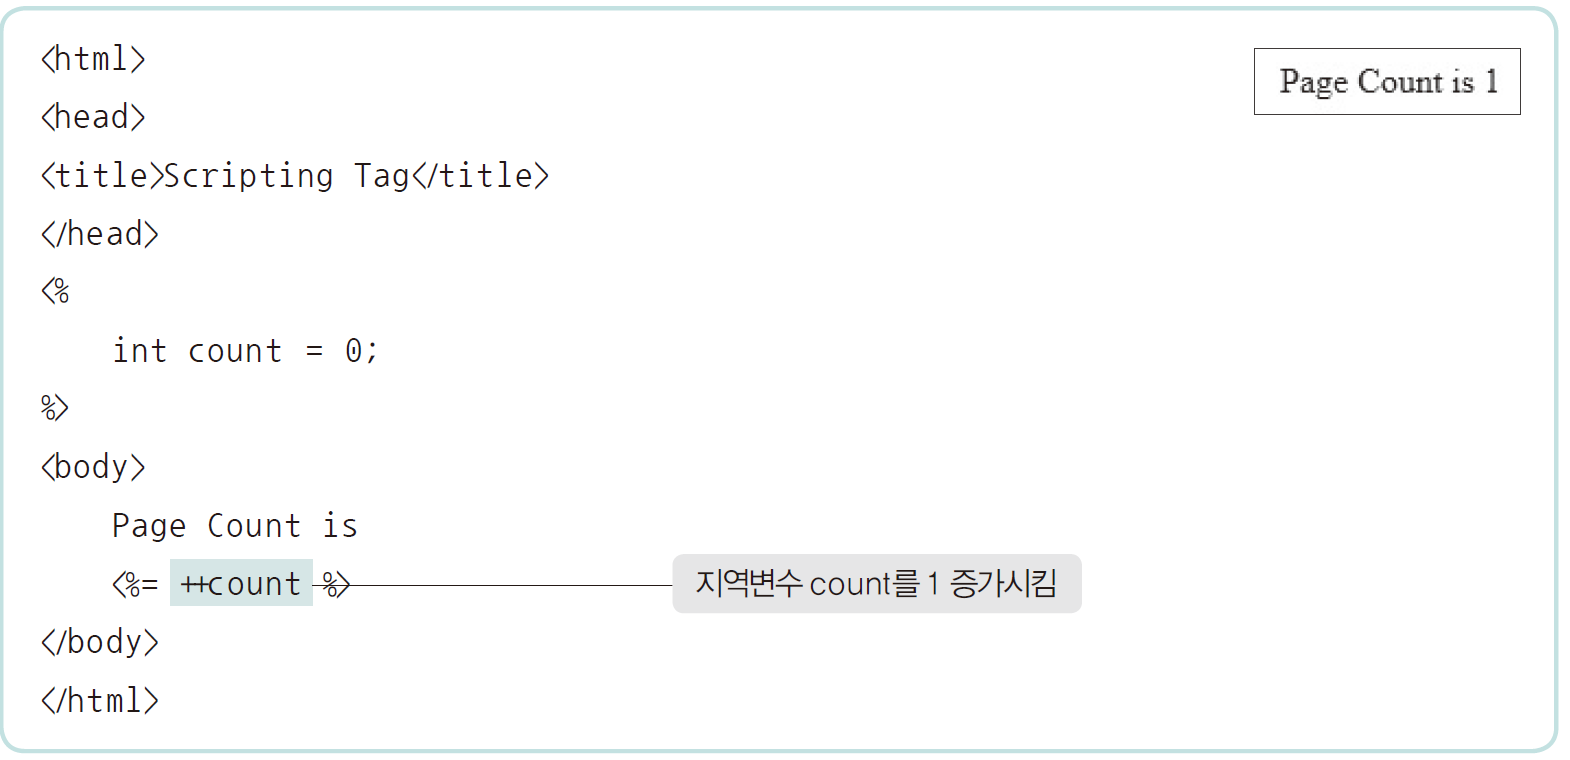 <html>
Page Count is 1
<head>
<title>Scripting Tag</title>
</head>
<%
int count = 0;
%>
<body>
Page Count is
<%= ++count %>
지역변수 count를 1 증가시킴
</body>
</html>